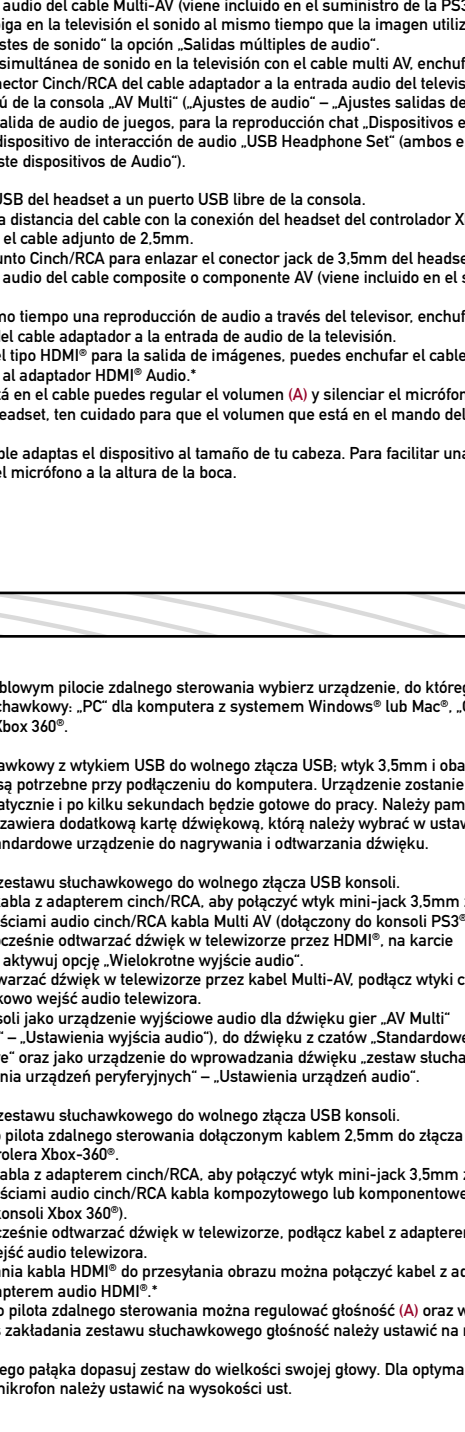 audio del cable Multi-AV (viene incluido en el suministro de la PS3
iga en la televisión el sonido al mismo tiempo que la imagen utiliz
stes de sonido“ la opción „Salidas múltiples de audio“.
simultánea de sonido en la televisión con el cable multi AV, enchuf
nector Cinch/RCA del cable adaptador a la entrada audio del televis
ú de la consola „AV Multi“ („Ajustes de audio“ – „Ajustes salidas de
alida de audio de juegos, para la reproducción chat „Dispositivos e
dispositivo de interacción de audio „USB Headphone Set“ (ambos e
ste dispositivos de Audio“).
USB del headset a un puerto USB libre de la consola.
a distancia del cable con la conexión del headset del controlador X
el cable adjunto de 2,5mm.
unto Cinch/RCA para enlazar el conector jack de 3,5mm del headse
audio del cable composite o componente AV (viene incluido en el s
mo tiempo una reproducción de audio a través del televisor, enchuf
del cable adaptador a la entrada de audio de la televisión.
el tipo HDMI® para la salida de imágenes, puedes enchufar el cable
al adaptador HDMI® Audio.*
tá en el cable puedes regular el volumen (A) y silenciar el micrófon
eadset, ten cuidado para que el volumen que está en el mando del
ble adaptas el dispositivo al tamaño de tu cabeza. Para facilitar una
el micrófono a la altura de la boca.
blowym pilocie zdalnego sterowania wybierz urządzenie, do któreg
chawkowy: „PC“ dla komputera z systemem Windows® lub Mac®, „
box 360®.
awkowy z wtykiem USB do wolnego złącza USB; wtyk 3,5mm i oba
są potrzebne przy podłączeniu do komputera. Urządzenie zostanie
atycznie i po kilku sekundach będzie gotowe do pracy. Należy pam
zawiera dodatkową kartę dźwiękową, którą należy wybrać w ustaw
andardowe urządzenie do nagrywania i odtwarzania dźwięku.
zestawu słuchawkowego do wolnego złącza USB konsoli.
kabla z adapterem cinch/RCA, aby połączyć wtyk mini-jack 3,5mm z
ściami audio cinch/RCA kabla Multi AV (dołączony do konsoli PS3®
ocześnie odtwarzać dźwięk w telewizorze przez HDMI®, na karcie
aktywuj opcję „Wielokrotne wyjście audio“.
warzać dźwięk w telewizorze przez kabel Multi-AV, podłącz wtyki c
kowo wejść audio telewizora.
soli jako urządzenie wyjściowe audio dla dźwięku gier „AV Multi“
“ – „Ustawienia wyjścia audio“), do dźwięku z czatów „Standardowe
re“ oraz jako urządzenie do wprowadzania dźwięku „zestaw słucha
nia urządzeń peryferyjnych“ – „Ustawienia urządzeń audio“.
zestawu słuchawkowego do wolnego złącza USB konsoli.
o pilota zdalnego sterowania dołączonym kablem 2,5mm do złącza
rolera Xbox-360®.
kabla z adapterem cinch/RCA, aby połączyć wtyk mini-jack 3,5mm z
ściami audio cinch/RCA kabla kompozytowego lub komponentowe
konsoli Xbox 360®).
cześnie odtwarzać dźwięk w telewizorze, podłącz kabel z adapterem
ejść audio telewizora.
ania kabla HDMI® do przesyłania obrazu można połączyć kabel z ad
apterem audio HDMI®.*
o pilota zdalnego sterowania można regulować głośność (A) oraz w
s zakładania zestawu słuchawkowego głośność należy ustawić na m
ego pałąka dopasuj zestaw do wielkości swojej głowy. Dla optyma
mikrofon należy ustawić na wysokości ust.